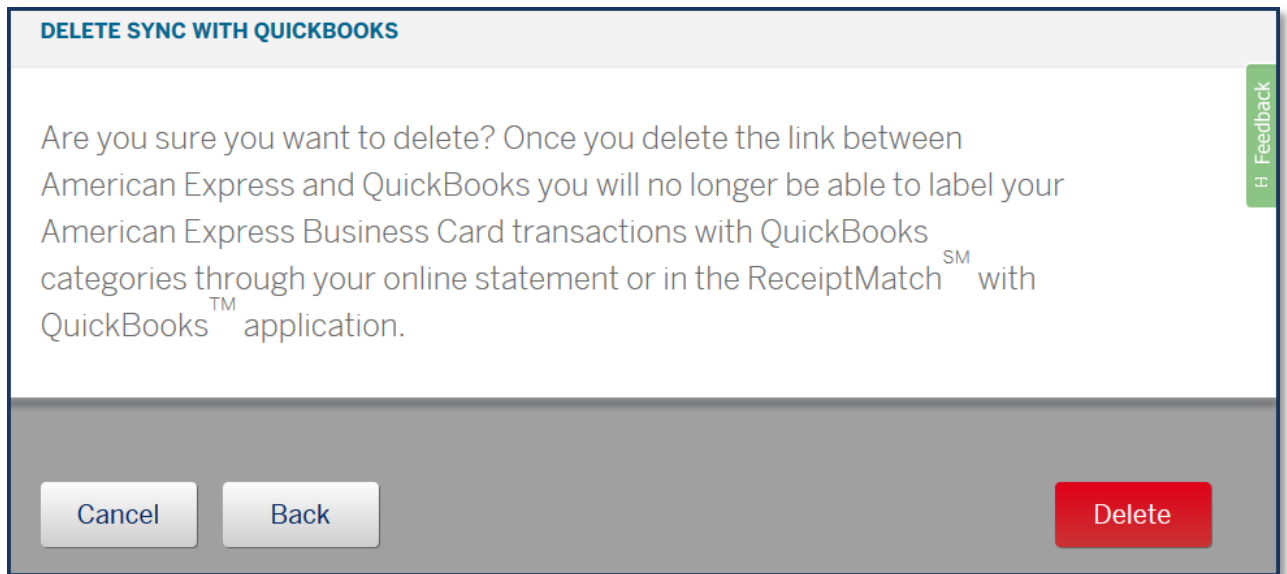 DELETE SYNC WITH QUICKBOOKS
Are you sure you want to delete? Once you delete the link between
American Express and QuickBooks you will no longer be able to label your
American Express Business Card transactions with QuickBooks
categories through your online statement or in the ReceiptMatch℠ with
QuickBooks™ application.
Feedback
Cancel
Back
Delete